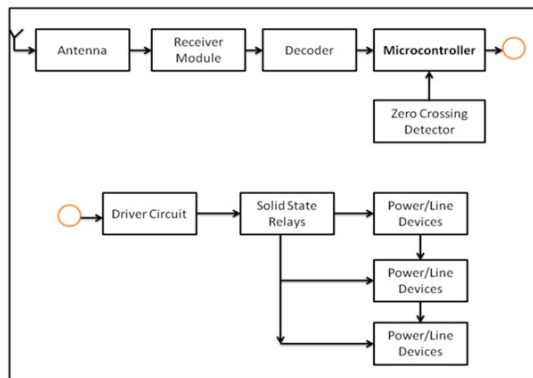 Antenna
Receiver
Module
Decoder
Microcontroller
Zero Crossing
Detector
Driver Circuit
Solid State
Relays
Power/Line
Devices
Power/Line
Devices
Power/Line
Devices